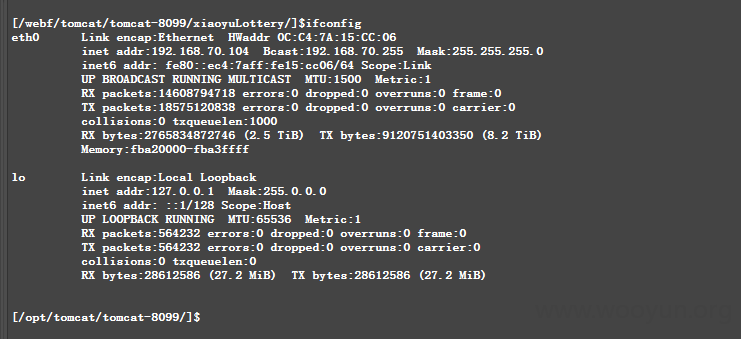 [/webf/tomcat/tomcat-8099/xiaoyuLottery/]$ifconfig
eth0 Link encap:Ethernet HWaddr 0C:C4:7A:15:CC:06
inet addr:192.168.70.104 Bcast:192.168.70.255 Mask:255.255.255.0
inet6 addr: fe80::ec4:7aff:fe15:cc06/64 Scope:Link
UP BROADCAST RUNNING MULTICAST MTU:1500 Metric:1
RX packets:14608794718 errors:0 dropped:0 overruns:0 frame:0
TX packets:18575120838 errors:0 dropped:0 overruns:0 carrier:0
collisions:0 txqueuelen:1000
RX bytes:2765834872746 (2.5 TiB) TX bytes:9120751403350 (8.2 TiB)
Memory:fba20000-fba3ffff
lo Link encap:Local Loopback
inet addr:127.0.0.1 Mask:255.0.0.0
inet6 addr: ::1/128 Scope:Host
UP LOOPBACK RUNNING MTU:65536 Metric:1
RX packets:564232 errors:0 dropped:0 overruns:0 frame:0
TX packets:564232 errors:0 dropped:0 overruns:0 carrier:0
collisions:0 txqueuelen:0
RX bytes:28612586 (27.2 MiB) TX bytes:28612586 (27.2 MiB)
[/opt/tomcat/tomcat-8099/]$